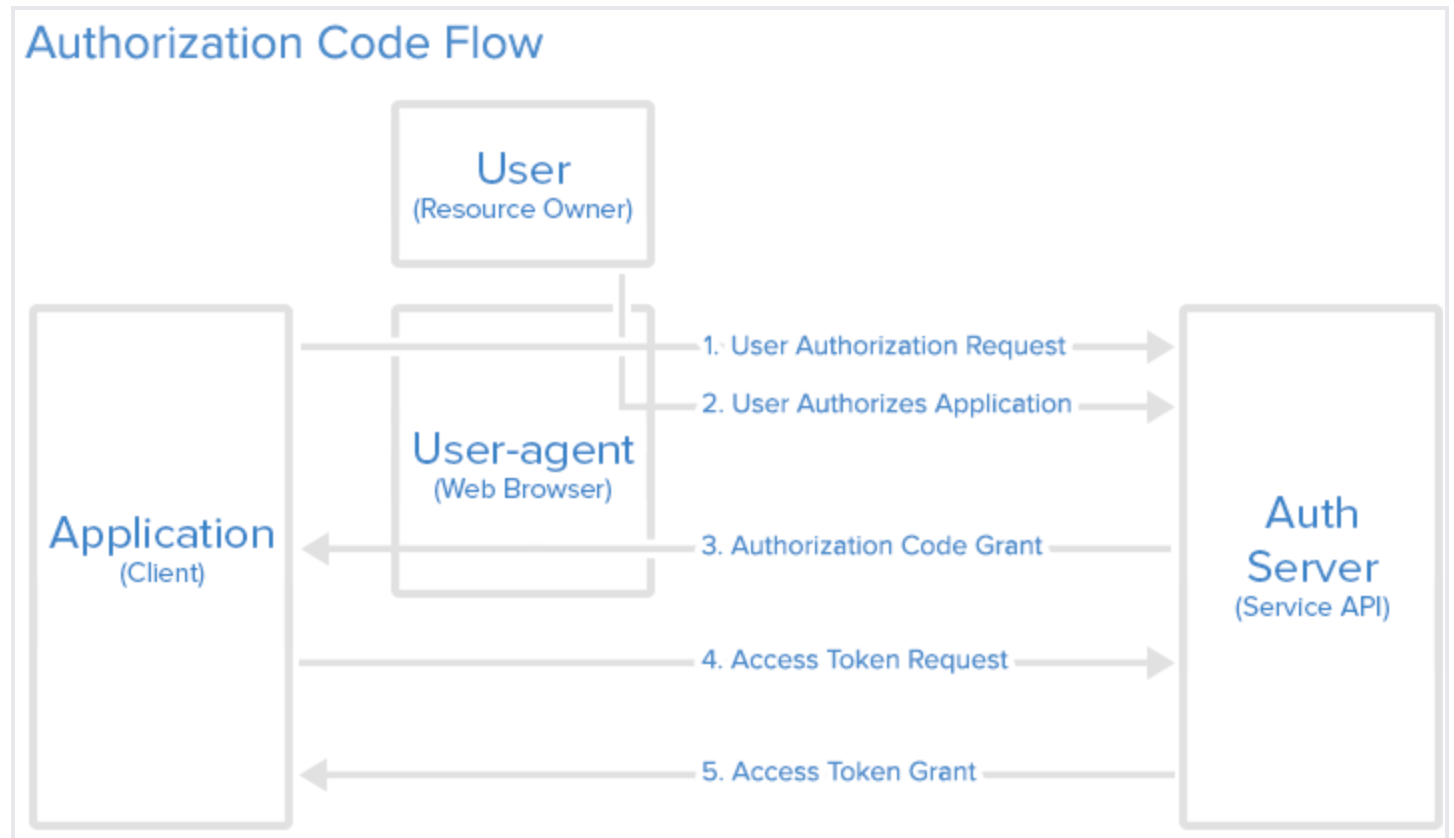 Authorization Code Flow
User
(Resource Owner)
1. User Authorization Request
2. User Authorizes Application
User-agent
(Web Browser)
Application
(Client)
3. Authorization Code Grant
Auth
Server
(Service API)
4. Access Token Request
5. Access Token Grant